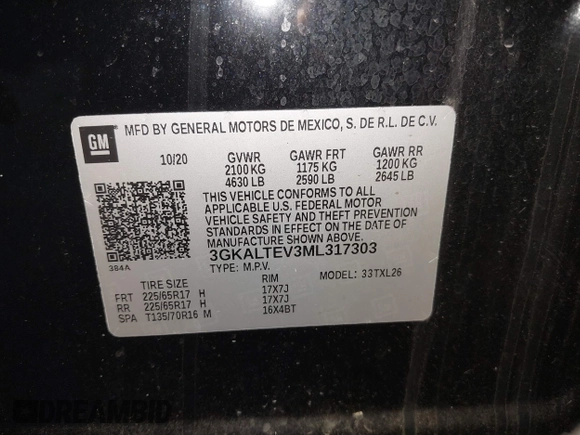 GM
MFD BY GENERAL MOTORS DE MEXICO, S. DE R.L. DE C.V.
10/20 GVWR GAWR FRT GAWR RR
2100 KG 1175 KG 1200 KG
4630 LB 2590 LB 2645 LB
THIS VEHICLE CONFORMS TO ALL
APPLICABLE U.S. FEDERAL MOTOR
VEHICLE SAFETY AND THEFT PREVENTION
STANDARDS IN EFFECT ON THE DATE OF
MANUFACTURE SHOWN ABOVE.
384A 3GKALTEV3ML317303
TYPE: M.P.V. MODEL: 33TXL26
TIRE SIZE RIM
FRT 225/65R17 H 17X7J
RR 225/65R17 H 17X7J
SPA T135/70R16 M 16X4BT
DREAMBID